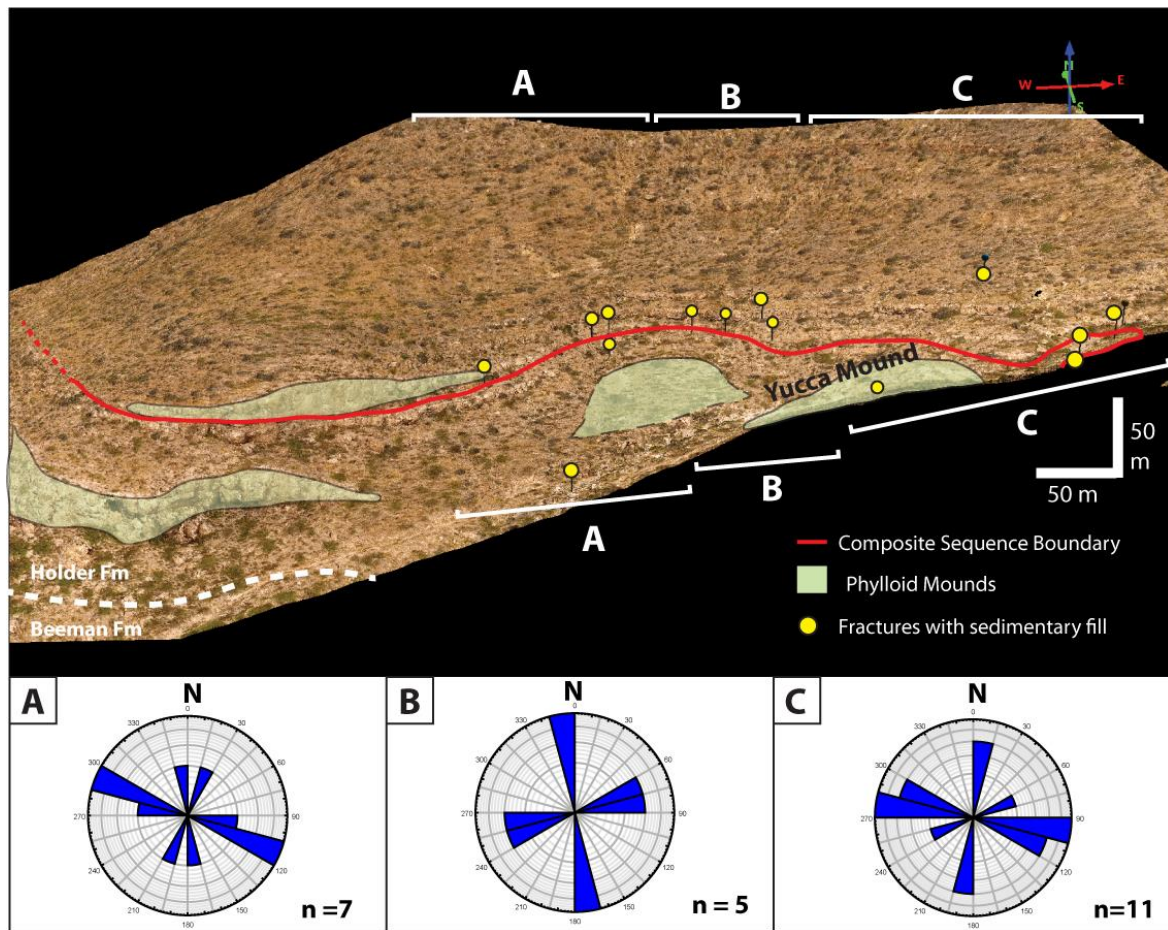 A
B
C
N
W
E
S
Yucca Mound
C
50
m
50 m
B
A
Composite Sequence Boundary
Phylloid Mounds
Fractures with sedimentary fill
Holder Fm
Beeman Fm
A
N
0
30
60
90
120
150
180
210
240
270
300
330
n =7
B
N
0
30
60
90
120
150
180
210
240
270
300
330
n = 5
C
N
0
30
60
90
120
150
180
210
240
270
300
330
n=11